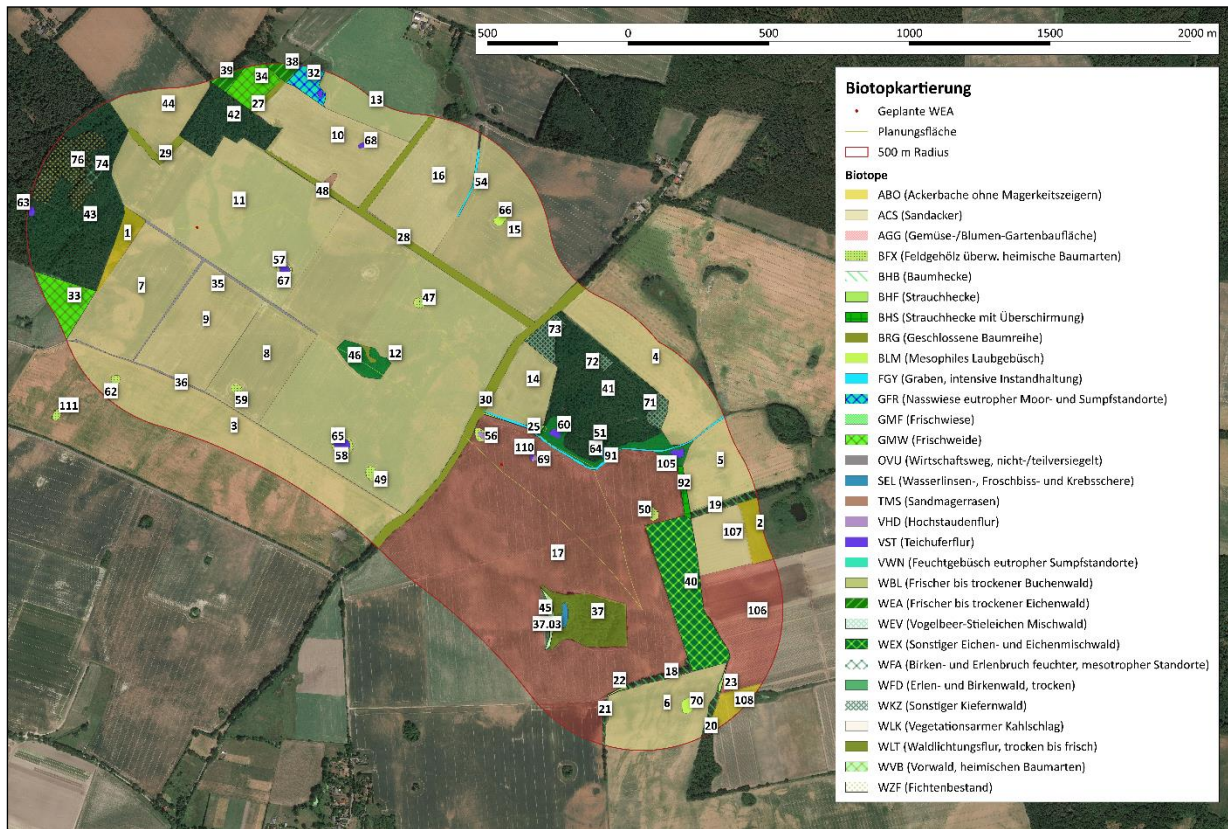 500 0 500 1000 1500 2000 m
Biotopkartierung
Geplante WEA
Planungsfläche
500 m Radius
Biotope
ABO (Ackerbache ohne Magerkeitszeigern)
ACS (Sandacker)
AGG (Gemüse-/Blumen-Gartenbaufläche)
BFX (Feldgehölz überw. heimische Baumarten)
BHB (Baumhecke)
BHF (Strauchhecke)
BHS (Strauchhecke mit Überschirmung)
BRG (Geschlossene Baumreihe)
BLM (Mesophiles Laubgebüsch)
FGY (Graben, intensive Instandhaltung)
GFR (Nasswiese eutropher Moor- und Sumpfstandorte)
GMF (Frischwiese)
GMW (Frischweide)
OVU (Wirtschaftsweg, nicht-/teilversiegelt)
SEL (Wasserlinsen-, Froschbiss- und Krebsschere)
TMS (Sandmagerrasen)
VHD (Hochstaudenflur)
VST (Teichuferflur)
VWN (Feuchtgebüsch eutropher Sumpfstandorte)
WBL (Frischer bis trockener Buchenwald)
WEA (Frischer bis trockener Eichenwald)
WEV (Vogelbeer-Stieleichen Mischwald)
WEX (Sonstiger Eichen- und Eichenmischwald)
WFA (Birken- und Erlenbruch feuchter, mesotropher Standorte)
WFD (Erlen- und Birkenwald, trocken)
WKZ (Sonstiger Kiefernwald)
WLK (Vegetationsarmer Kahlschlag)
WLT (Waldlichtungsflur, trocken bis frisch)
WVB (Vorwald, heimischen Baumarten)
WZF (Fichtenbestand)
38
39 34 32
44 27 13
42
10
68
76 74 29
16 54
48
63 43 11 66
15
1 28
57
67
33 7 35
47
9
73
8 46 12 72 4
36 14 41
62 59 71
111 30
3 25 60 51
56
65 110 64 91
58 69 105 5
49 92
19
50 2
107
17
40
45 37 106
37.03
18
22 23
6 70 108
21
20